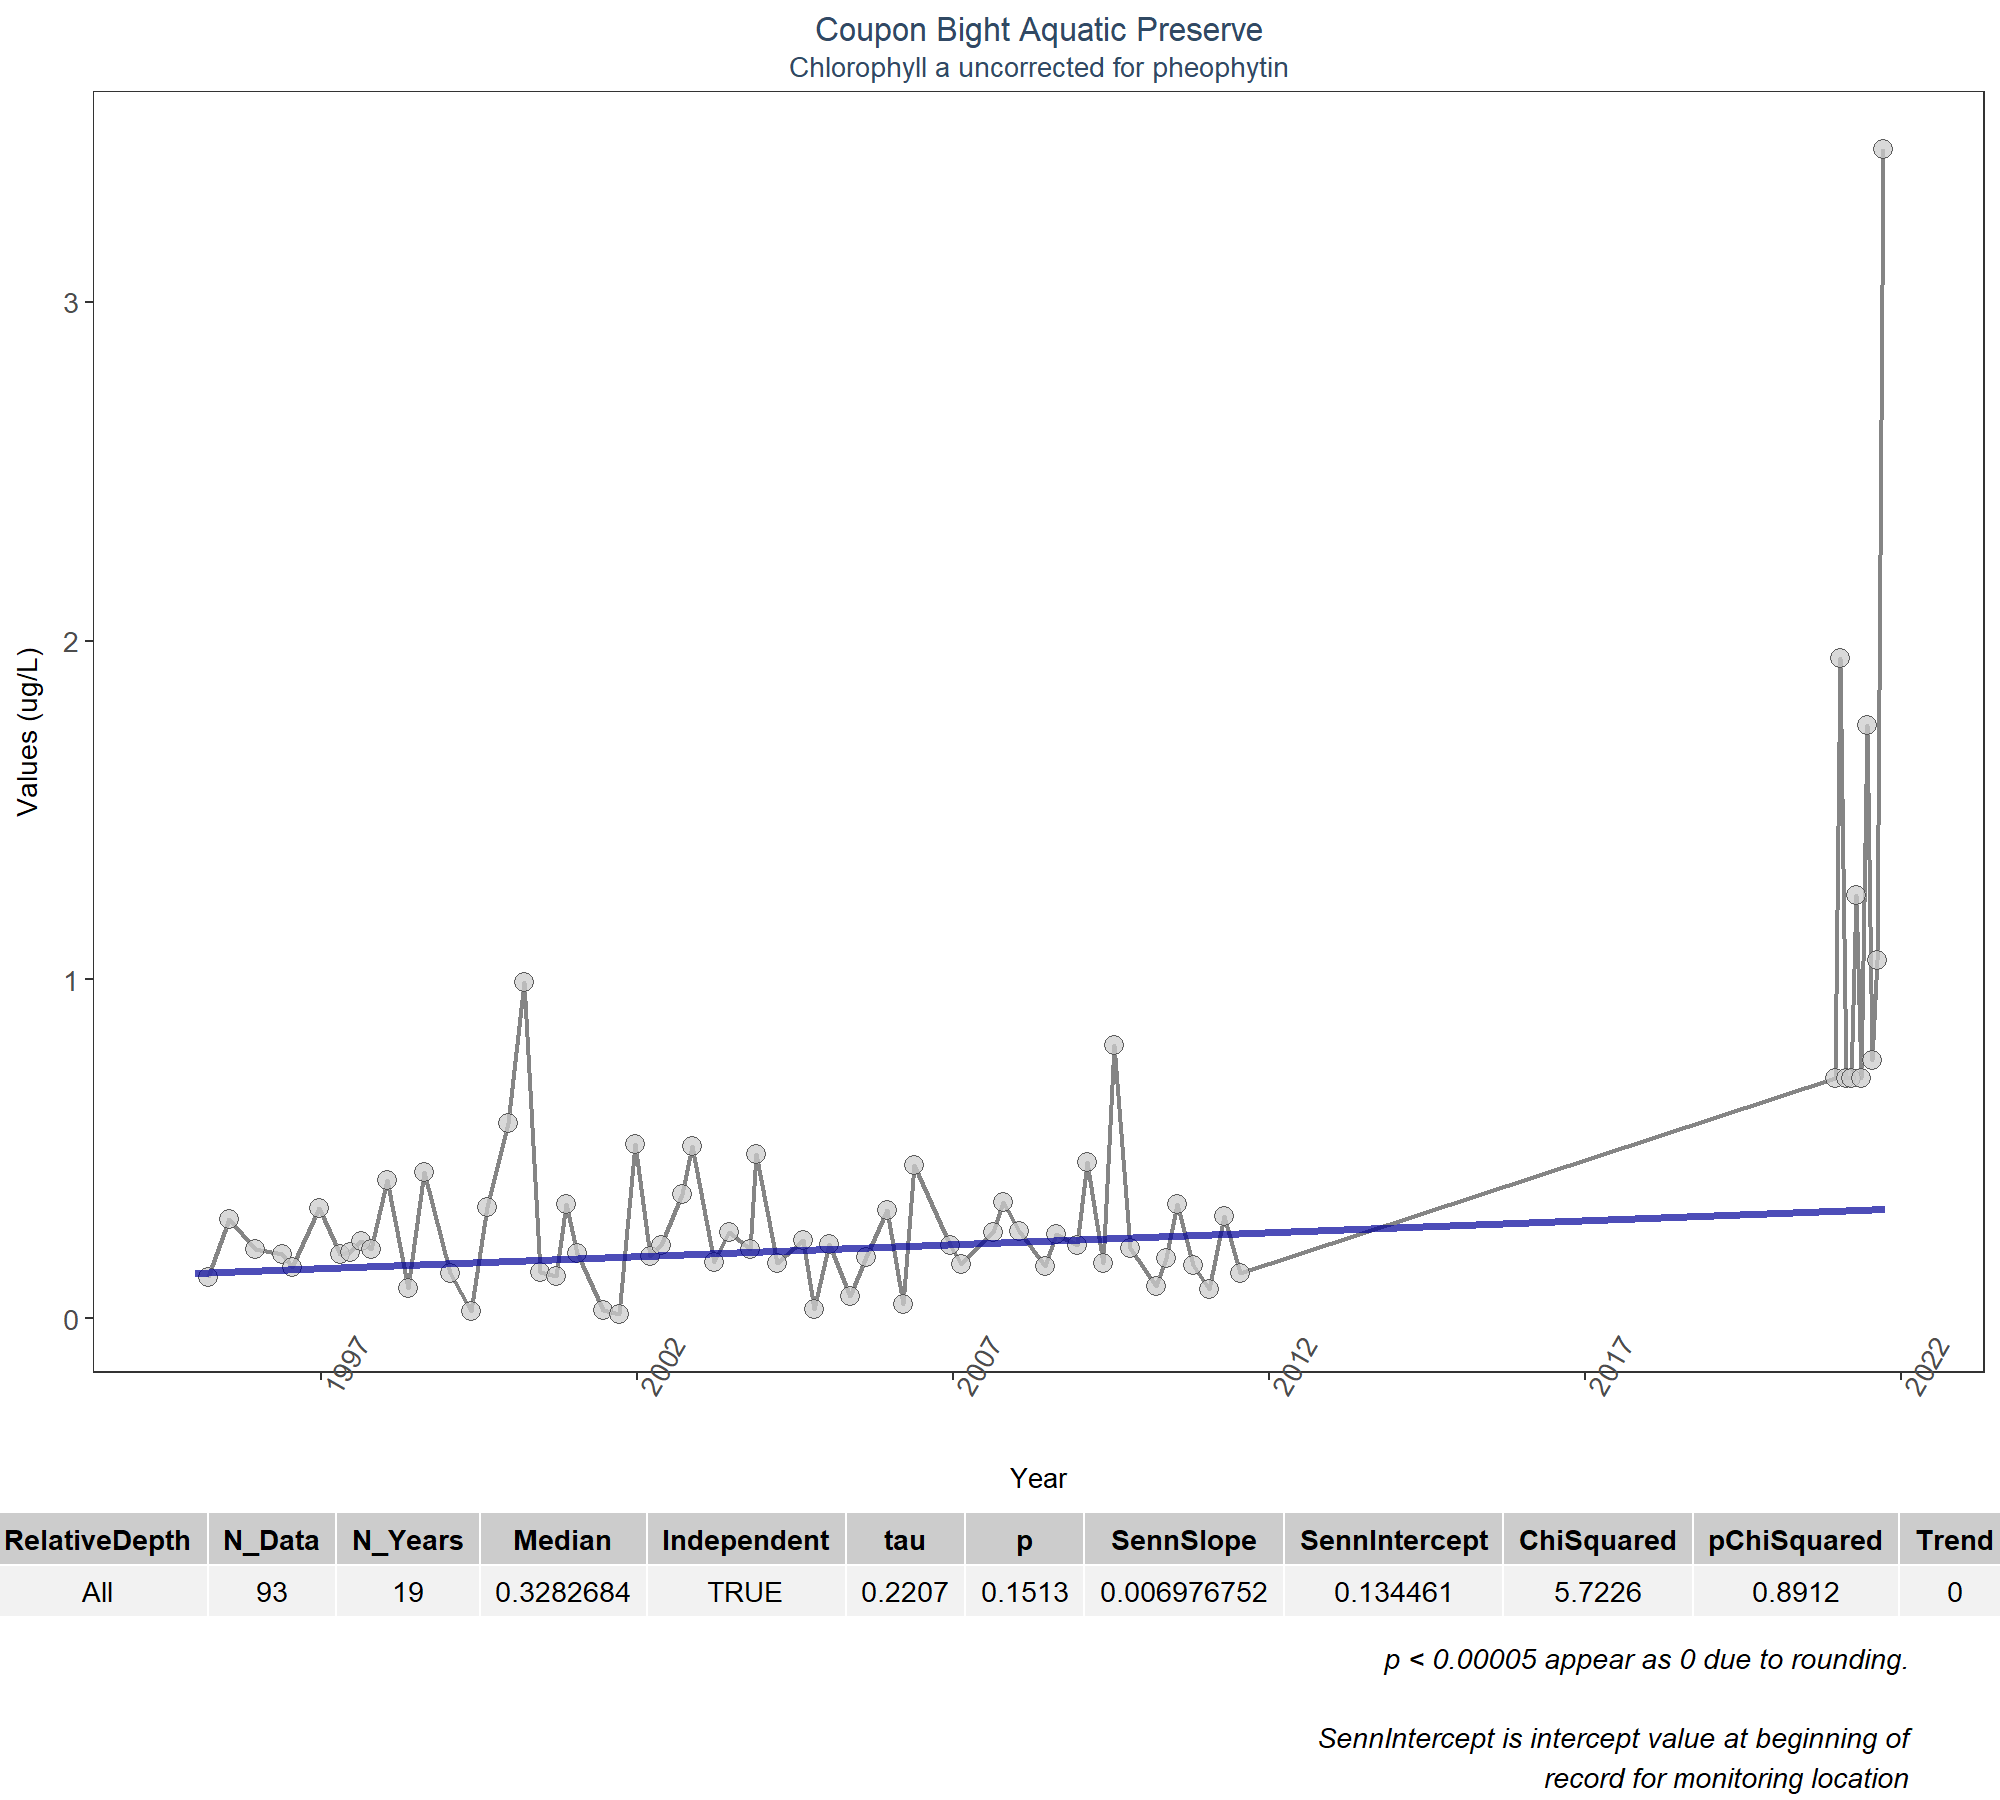 Coupon Bight Aquatic Preserve
Chlorophyll a uncorrected for pheophytin
Values (ug/L)
3
2
1
0
1997 2002 2007 2012 2017 2022
Year
RelativeDepth N_Data N_Years Median Independent tau p SennSlope SennIntercept ChiSquared pChiSquared Trend
All 93 19 0.3282684 TRUE 0.2207 0.1513 0.006976752 0.134461 5.7226 0.8912 0
p < 0.00005 appear as 0 due to rounding.
SennIntercept is intercept value at beginning of
record for monitoring location